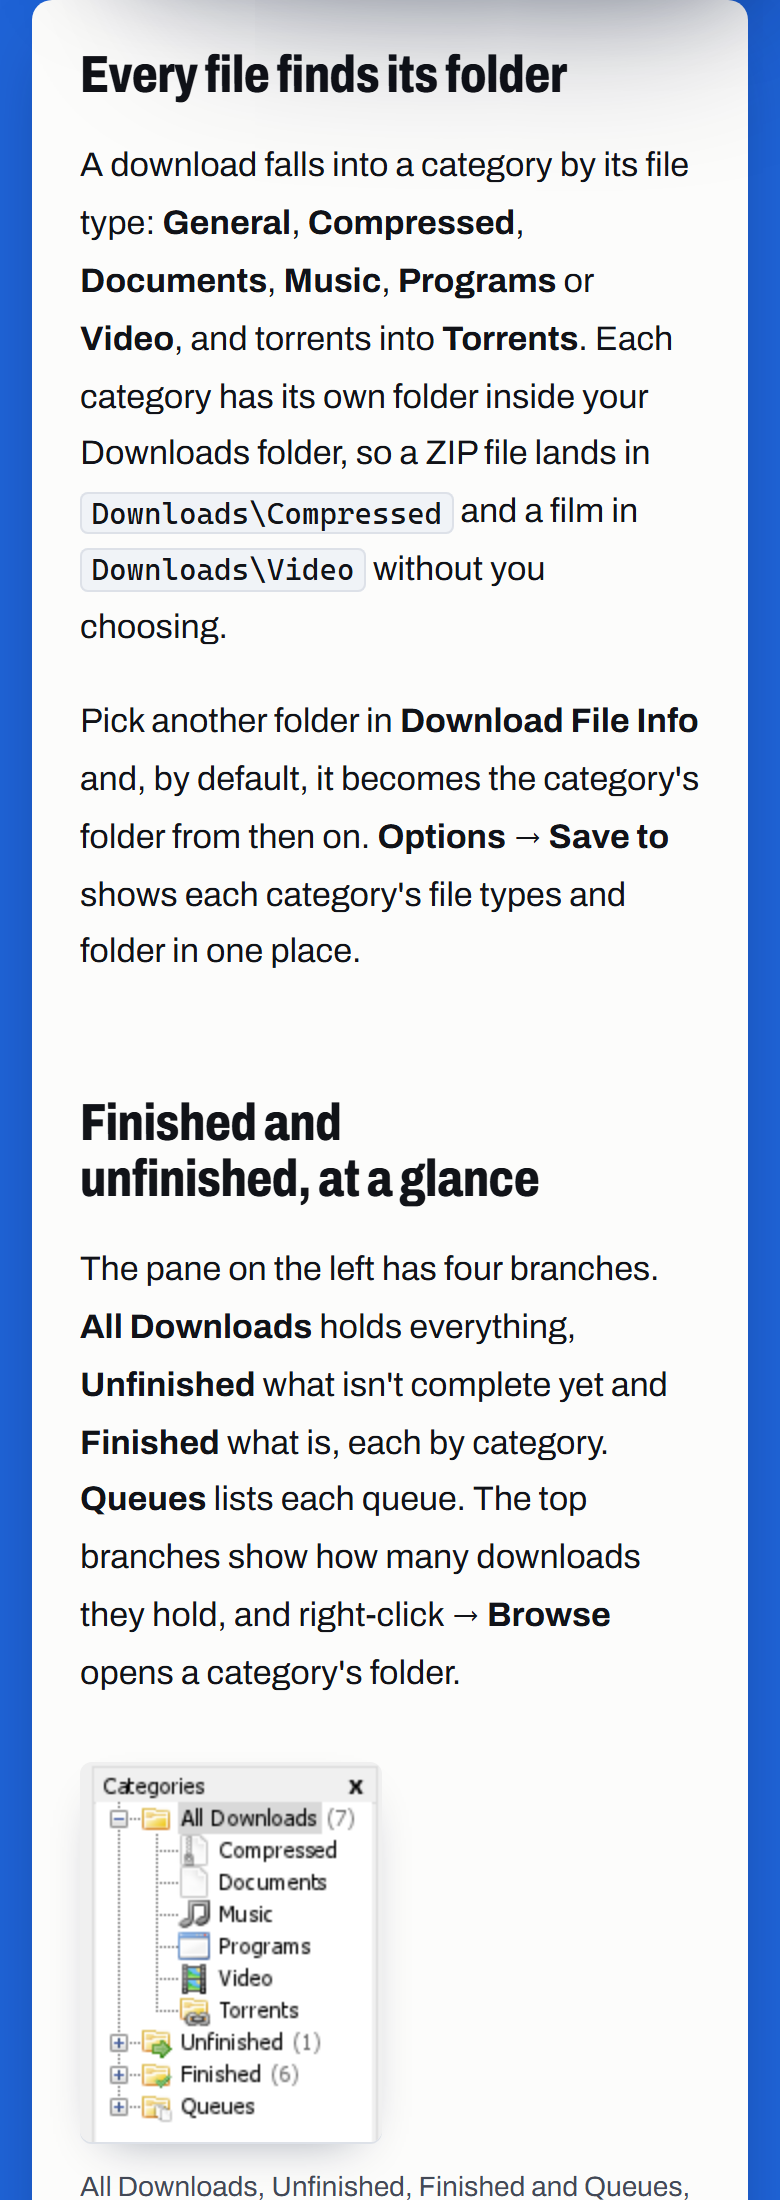 Every file finds its folder
A download falls into a category by its file
type: General, Compressed,
Documents, Music, Programs or
Video, and torrents into Torrents. Each
category has its own folder inside your
Downloads folder, so a ZIP file lands in
Downloads\Compressed and a film in
Downloads\Video without you
choosing.
Pick another folder in Download File Info
and, by default, it becomes the category's
folder from then on. Options → Save to
shows each category's file types and
folder in one place.
Finished and
unfinished, at a glance
The pane on the left has four branches.
All Downloads holds everything,
Unfinished what isn't complete yet and
Finished what is, each by category.
Queues lists each queue. The top
branches show how many downloads
they hold, and right-click → Browse
opens a category's folder.
Categories x
All Downloads (7)
Compressed
Documents
Music
Programs
Video
Torrents
Unfinished (1)
Finished (6)
Queues
All Downloads, Unfinished, Finished and Queues,